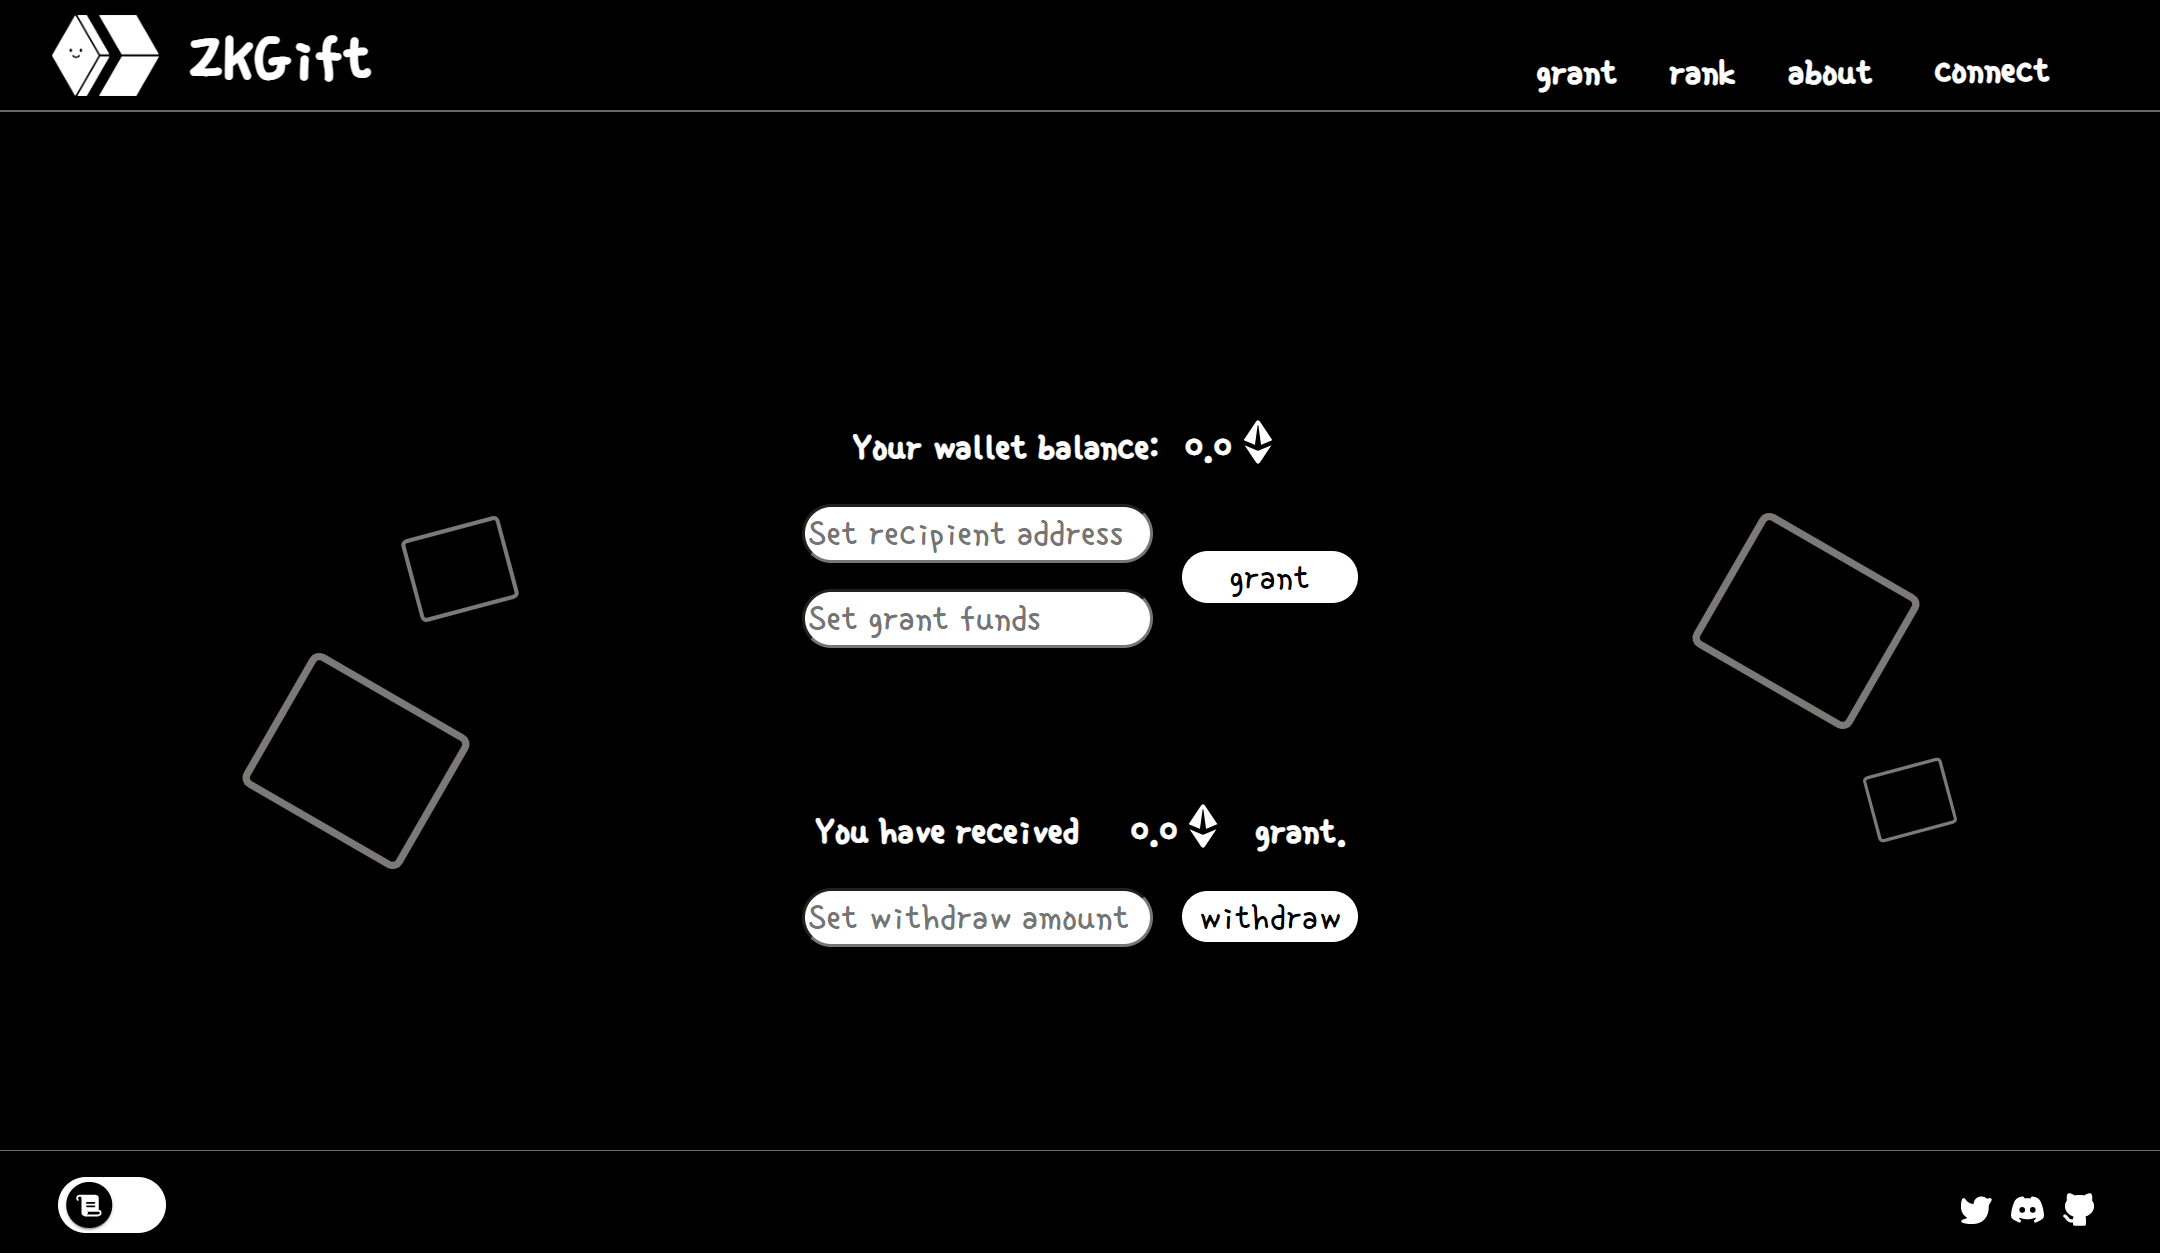 ZKGift
grant rank about connect
Your wallet balance: 0.0
Set recipient address
grant
Set grant funds
You have received 0.0 grant.
Set withdraw amount withdraw